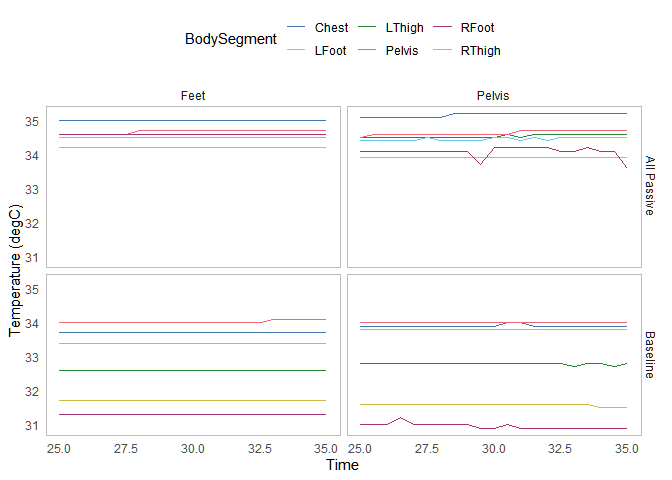 BodySegment
Chest LThigh RFoot
LFoot Pelvis RThigh
Feet Pelvis
35
34
33
32
31
All Passive
35
34
33
32
31
Baseline
Temperature (degC)
25.0 27.5 30.0 32.5 35.0 25.0 27.5 30.0 32.5 35.0
Time